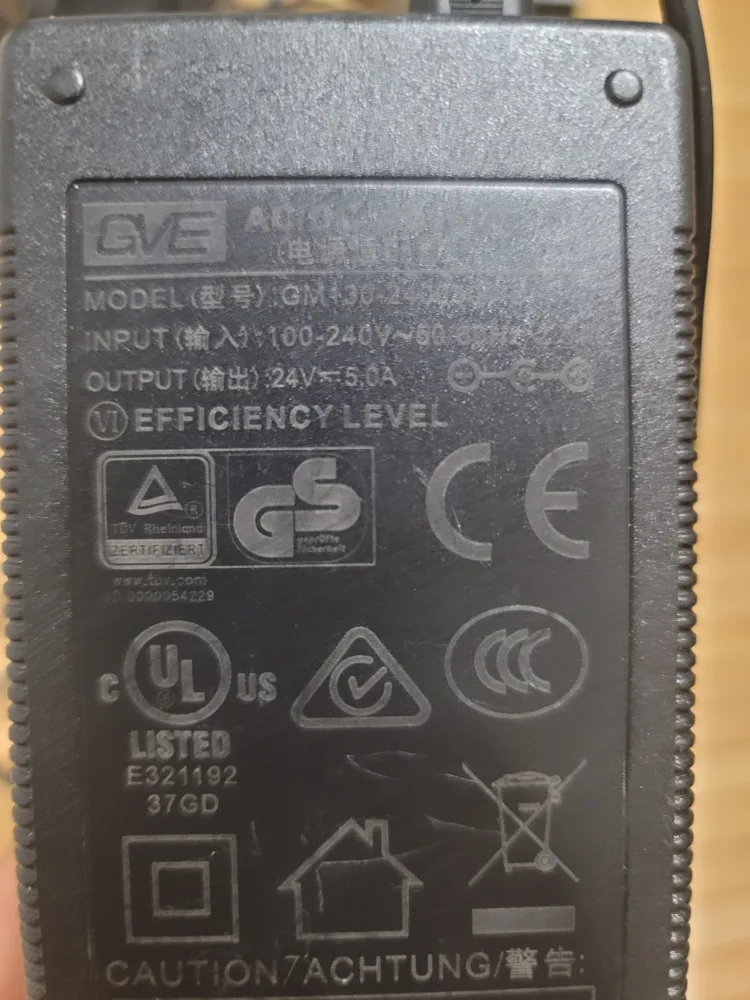 GVE
MODEL(型号):
INPUT(输入):100-240V~
OUTPUT(输出):24V⎓5.0A
VI EFFICIENCY LEVEL
TÜV Rheinland
ZERTIFIZIERT
GS
geprüfte
Sicherheit
CE
www.tuv.com
ID 0000054229
C UL US
LISTED
E321192
37GD
CCC
CAUTION/ACHTUNG/警告: